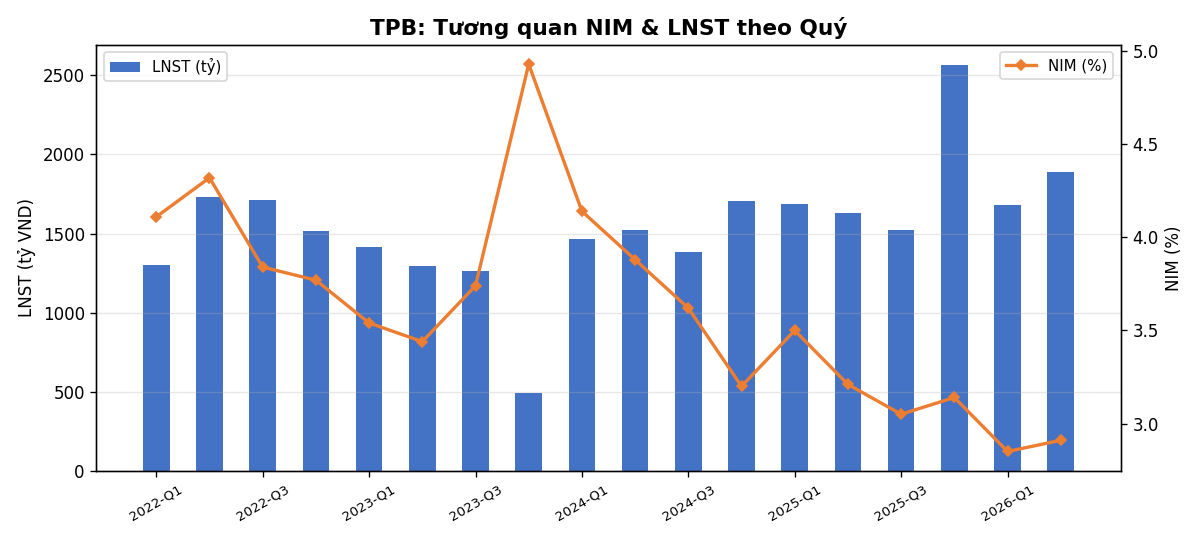 TPB: Tương quan NIM & LNST theo Quý
LNST (tỷ)
NIM (%)
LNST (tỷ VND)
2500
2000
1500
1000
500
0
5.0
4.5
4.0
3.5
3.0
NIM (%)
2022-Q1
2022-Q3
2023-Q1
2023-Q3
2024-Q1
2024-Q3
2025-Q1
2025-Q3
2026-Q1